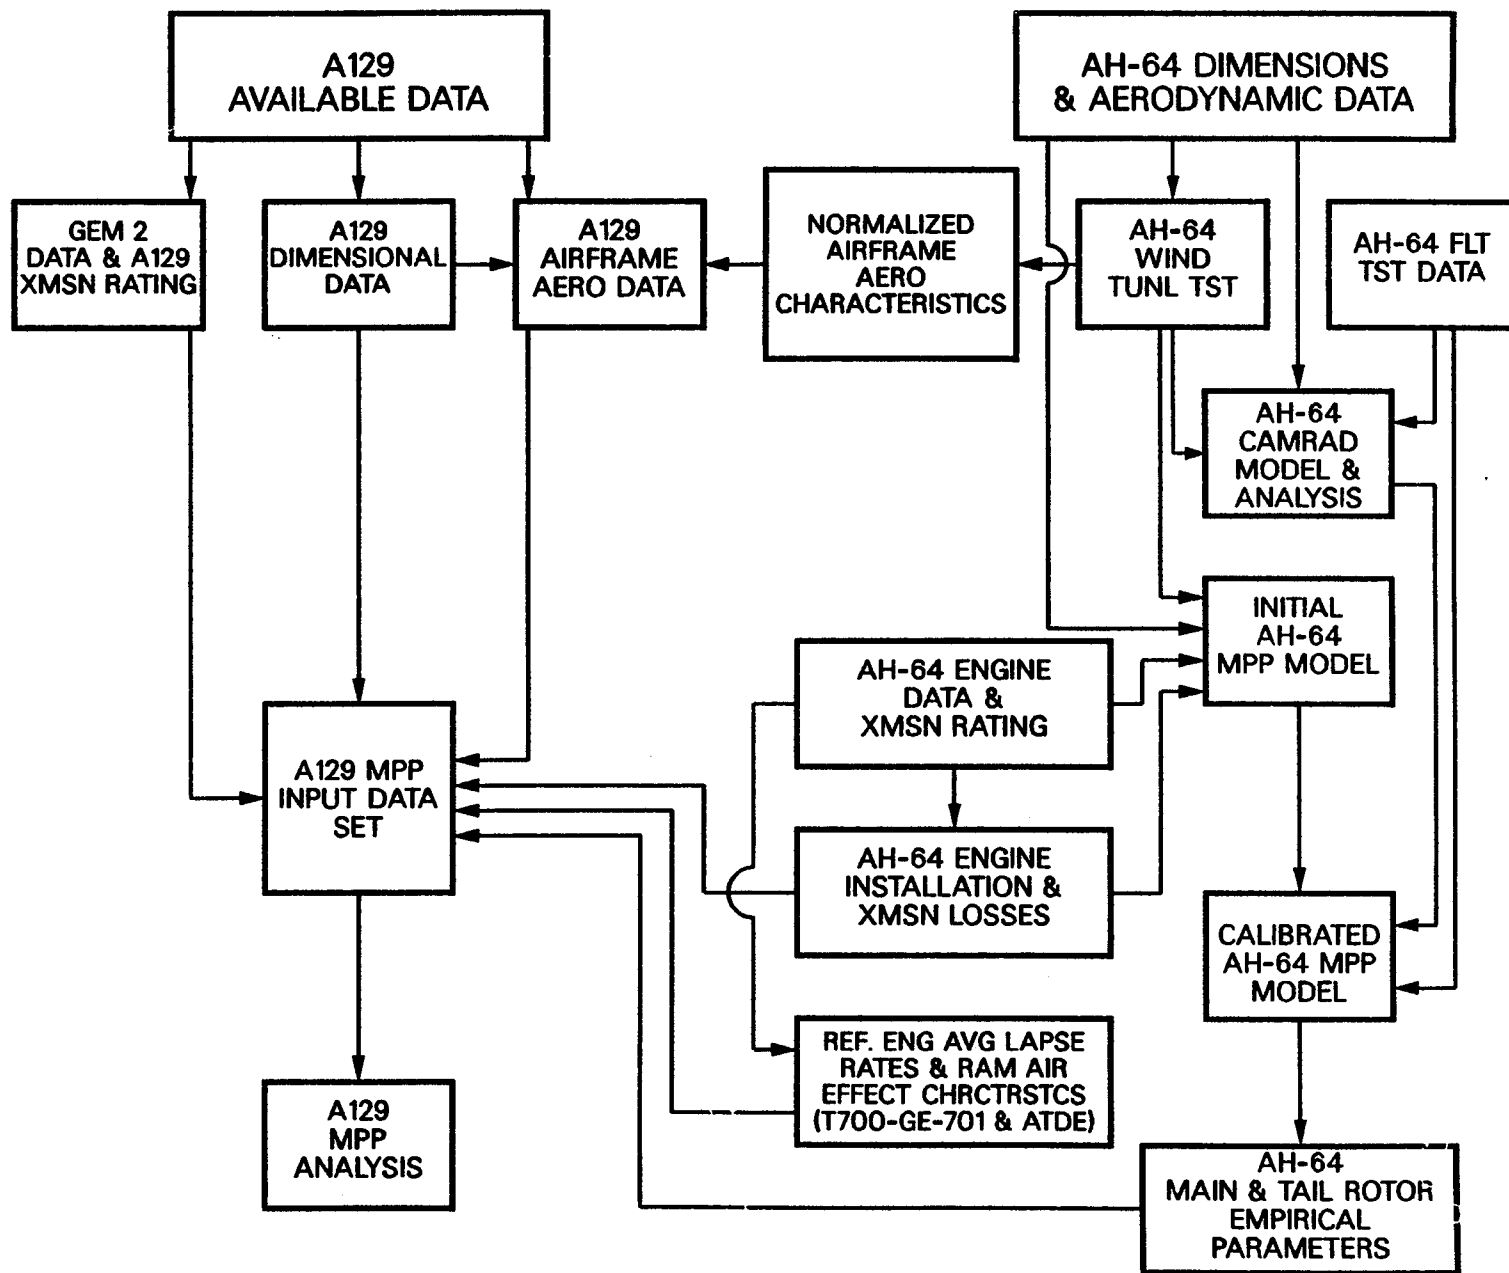 A129
AVAILABLE DATA
AH-64 DIMENSIONS
& AERODYNAMIC DATA
GEM 2
DATA & A129
XMSN RATING
A129
DIMENSIONAL
DATA
A129
AIRFRAME
AERO DATA
NORMALIZED
AIRFRAME
AERO
CHARACTERISTICS
AH-64
WIND
TUNL TST
AH-64 FLT
TST DATA
AH-64
CAMRAD
MODEL &
ANALYSIS
INITIAL
AH-64
MPP MODEL
AH-64 ENGINE
DATA &
XMSN RATING
A129 MPP
INPUT DATA
SET
AH-64 ENGINE
INSTALLATION &
XMSN LOSSES
CALIBRATED
AH-64 MPP
MODEL
REF. ENG AVG LAPSE
RATES & RAM AIR
EFFECT CHRCTRSTCS
(T700-GE-701 & ATDE)
A129
MPP
ANALYSIS
AH-64
MAIN & TAIL ROTOR
EMPIRICAL
PARAMETERS